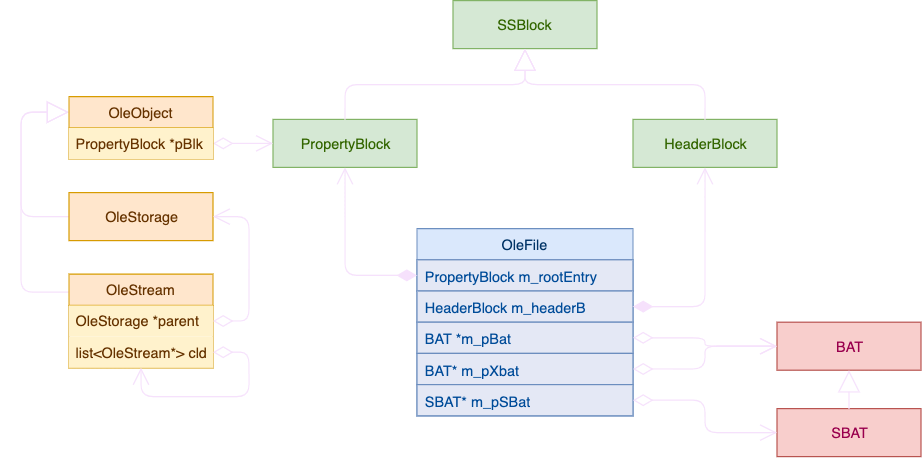 SSBlock
OleObject
PropertyBlock *pBlk
PropertyBlock
HeaderBlock
OleStorage
OleFile
PropertyBlock m_rootEntry
HeaderBlock m_headerB
BAT *m_pBat
BAT* m_pXbat
SBAT* m_pSBat
OleStream
OleStorage *parent
list<OleStream*> cld
BAT
SBAT